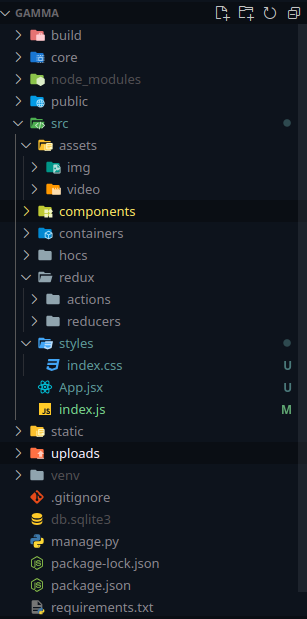 GAMMA
build
core
node_modules
public
src
assets
img
video
components
containers
hocs
redux
actions
reducers
styles
index.css U
App.jsx U
JS index.js M
static
uploads
venv
.gitignore
db.sqlite3
manage.py
package-lock.json
package.json
requirements.txt